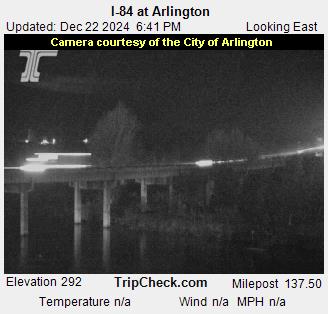 I-84 at Arlington
Updated: Dec 22 2024 6:41 PM Looking East
Camera courtesy of the City of Arlington
Elevation 292 TripCheck.com Milepost 137.50
Temperature n/a Wind n/a MPH n/a